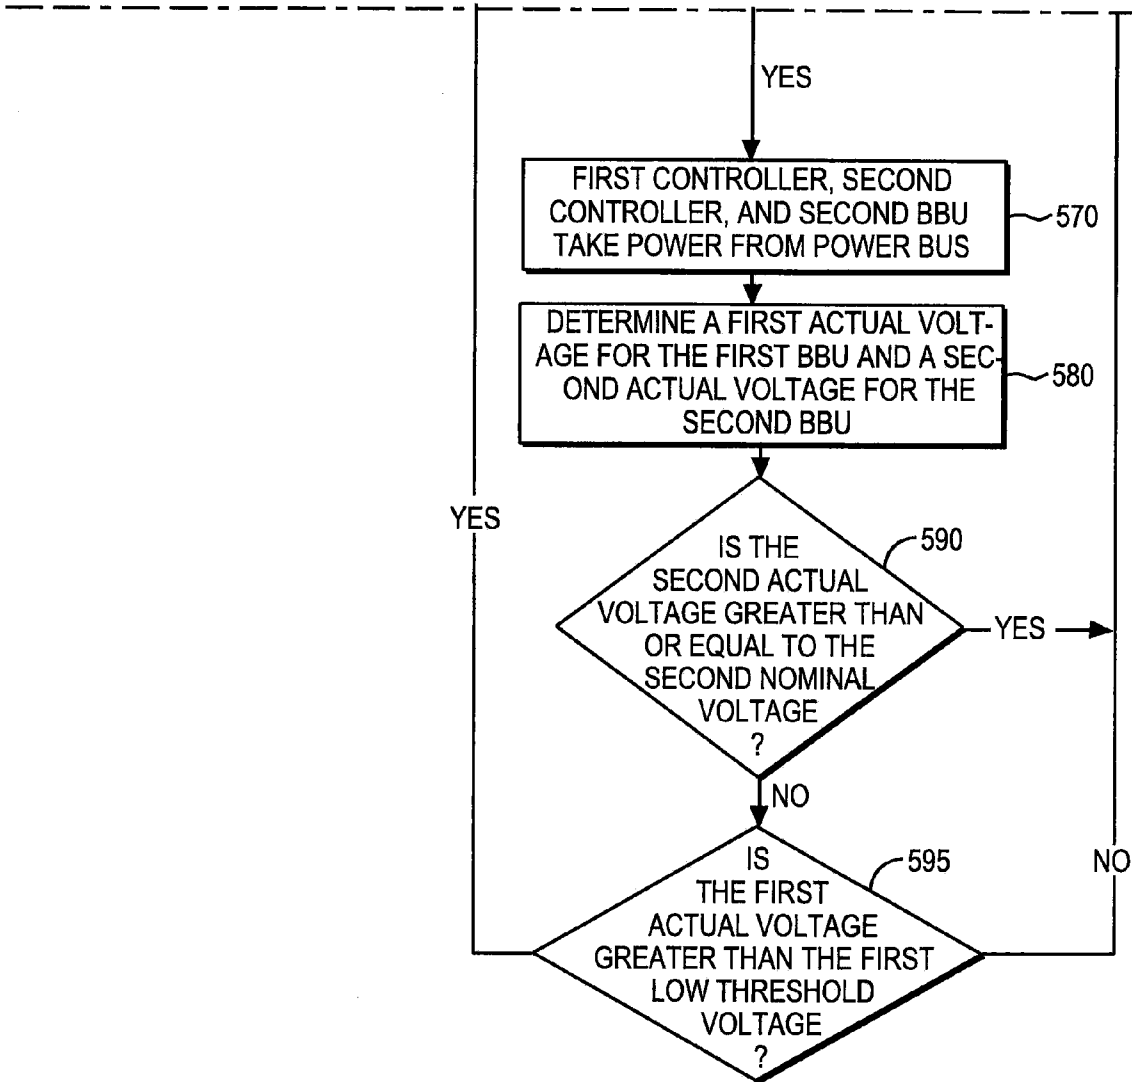 YES
FIRST CONTROLLER, SECOND
CONTROLLER, AND SECOND BBU
TAKE POWER FROM POWER BUS
570
DETERMINE A FIRST ACTUAL VOLT-
AGE FOR THE FIRST BBU AND A SEC-
OND ACTUAL VOLTAGE FOR THE
SECOND BBU
580
YES
590
IS THE
SECOND ACTUAL
VOLTAGE GREATER THAN
OR EQUAL TO THE
SECOND NOMINAL
VOLTAGE
?
YES
NO
595
IS
THE FIRST
ACTUAL VOLTAGE
GREATER THAN THE FIRST
LOW THRESHOLD
VOLTAGE
?
NO